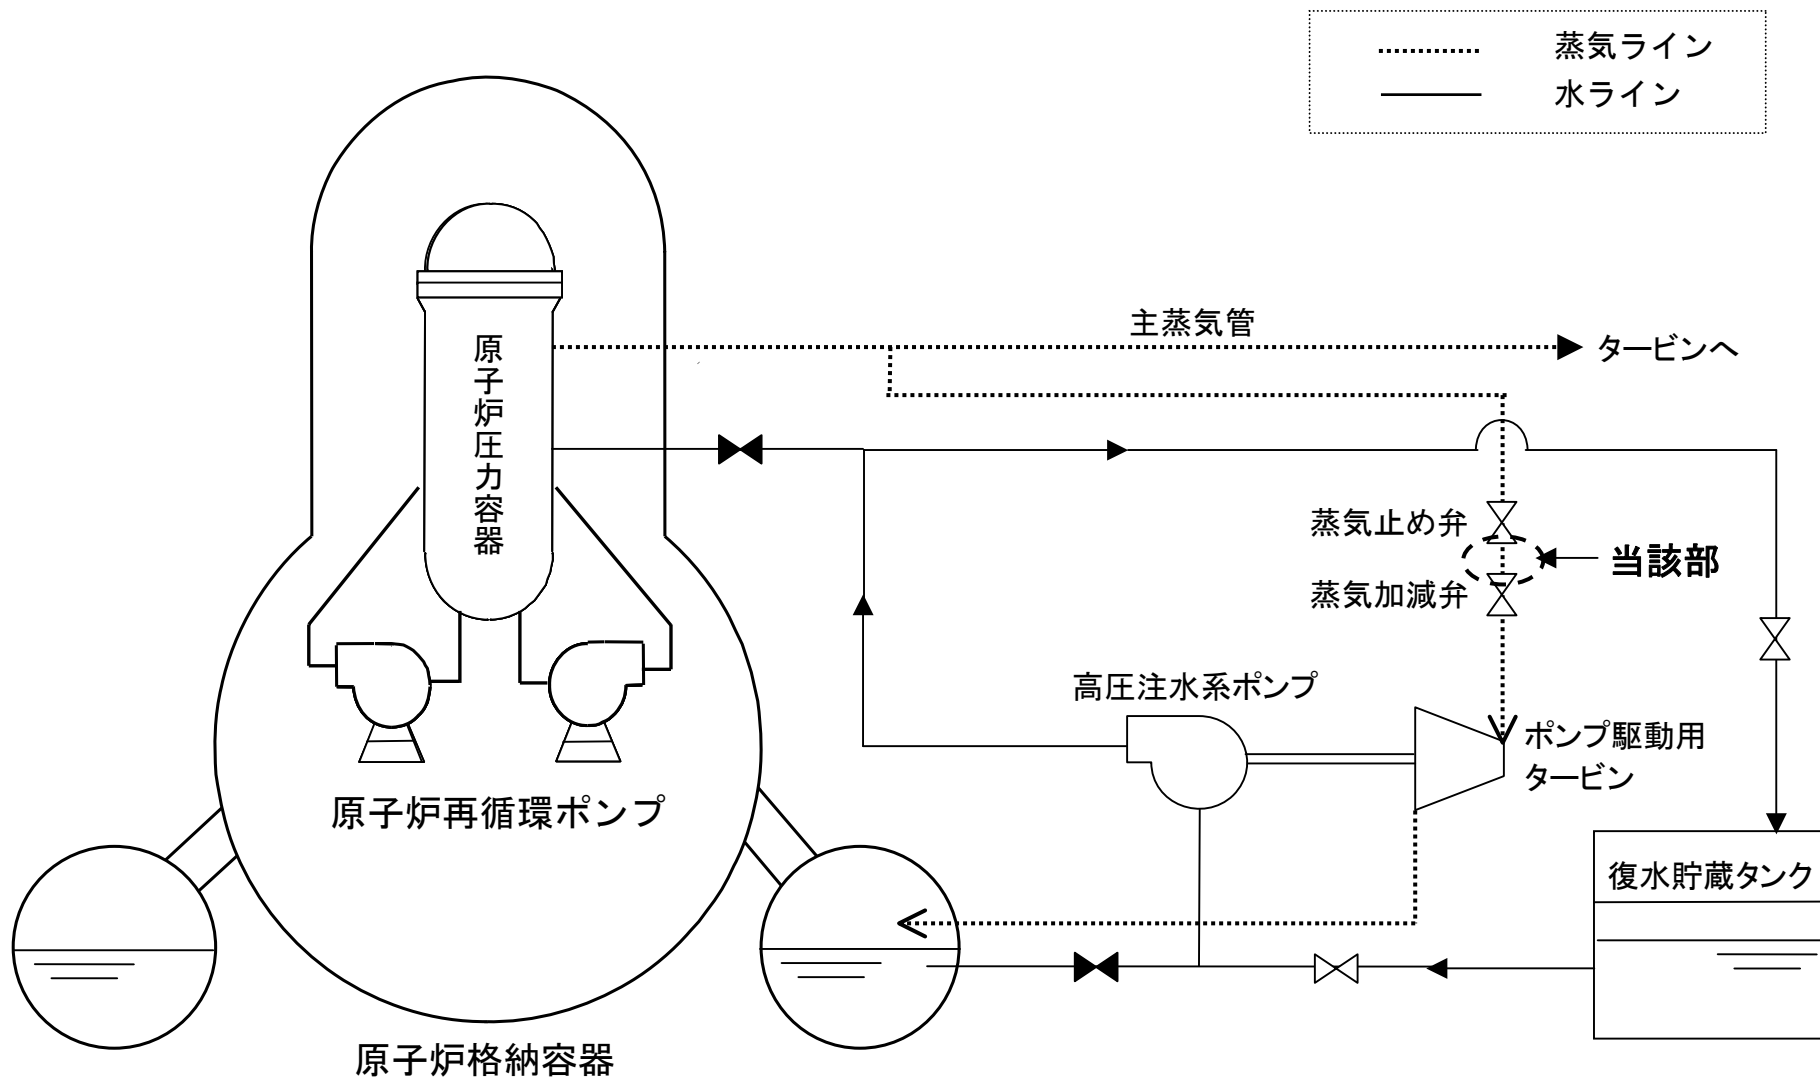 蒸気ライン
水ライン
主蒸気管
タービンへ
原子炉圧力容器
蒸気止め弁
当該部
蒸気加減弁
高圧注水系ポンプ
ポンプ駆動用
タービン
原子炉再循環ポンプ
復水貯蔵タンク
原子炉格納容器